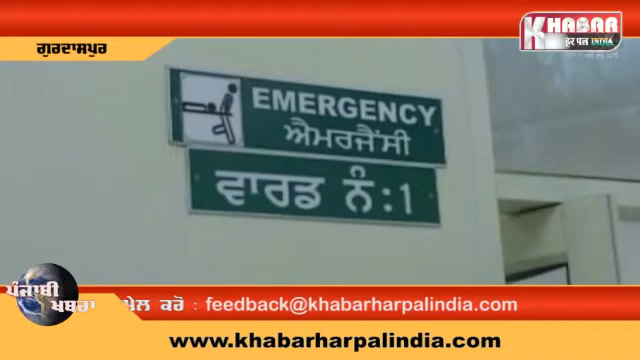 ਗੁਰਦਾਸਪੁਰ
KHABAR
ਹਰ ਪਲ INDIA
EMERGENCY
ਐਮਰਜੈਂਸੀ
ਵਾਰਡ ਨੰ:1
ਪੰਜਾਬੀ
ਖਬਰਾਂ
ਮੇਲ ਕਰੋ : feedback@khabarharpalindia.com
www.khabarharpalindia.com